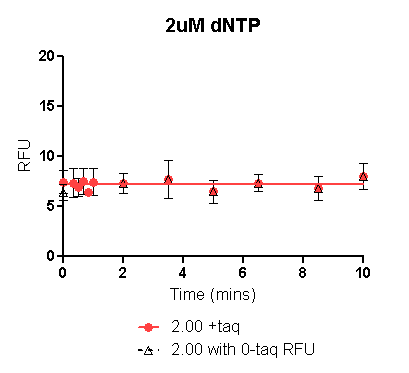 2uM dNTP
20
15
10
5
0
RFU
0 2 4 6 8 10
Time (mins)
2.00 +taq
2.00 with 0-taq RFU